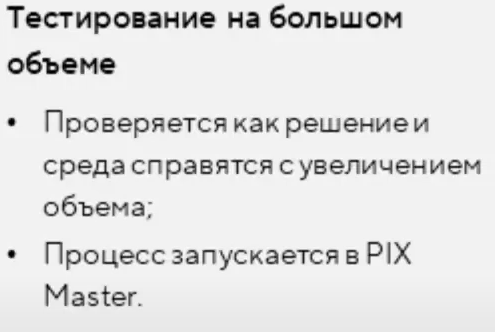 Тестирование на большом
объеме
• Проверяется как решение и
среда справятся с увеличением
объема;
• Процесс запускается в PIX
Master.